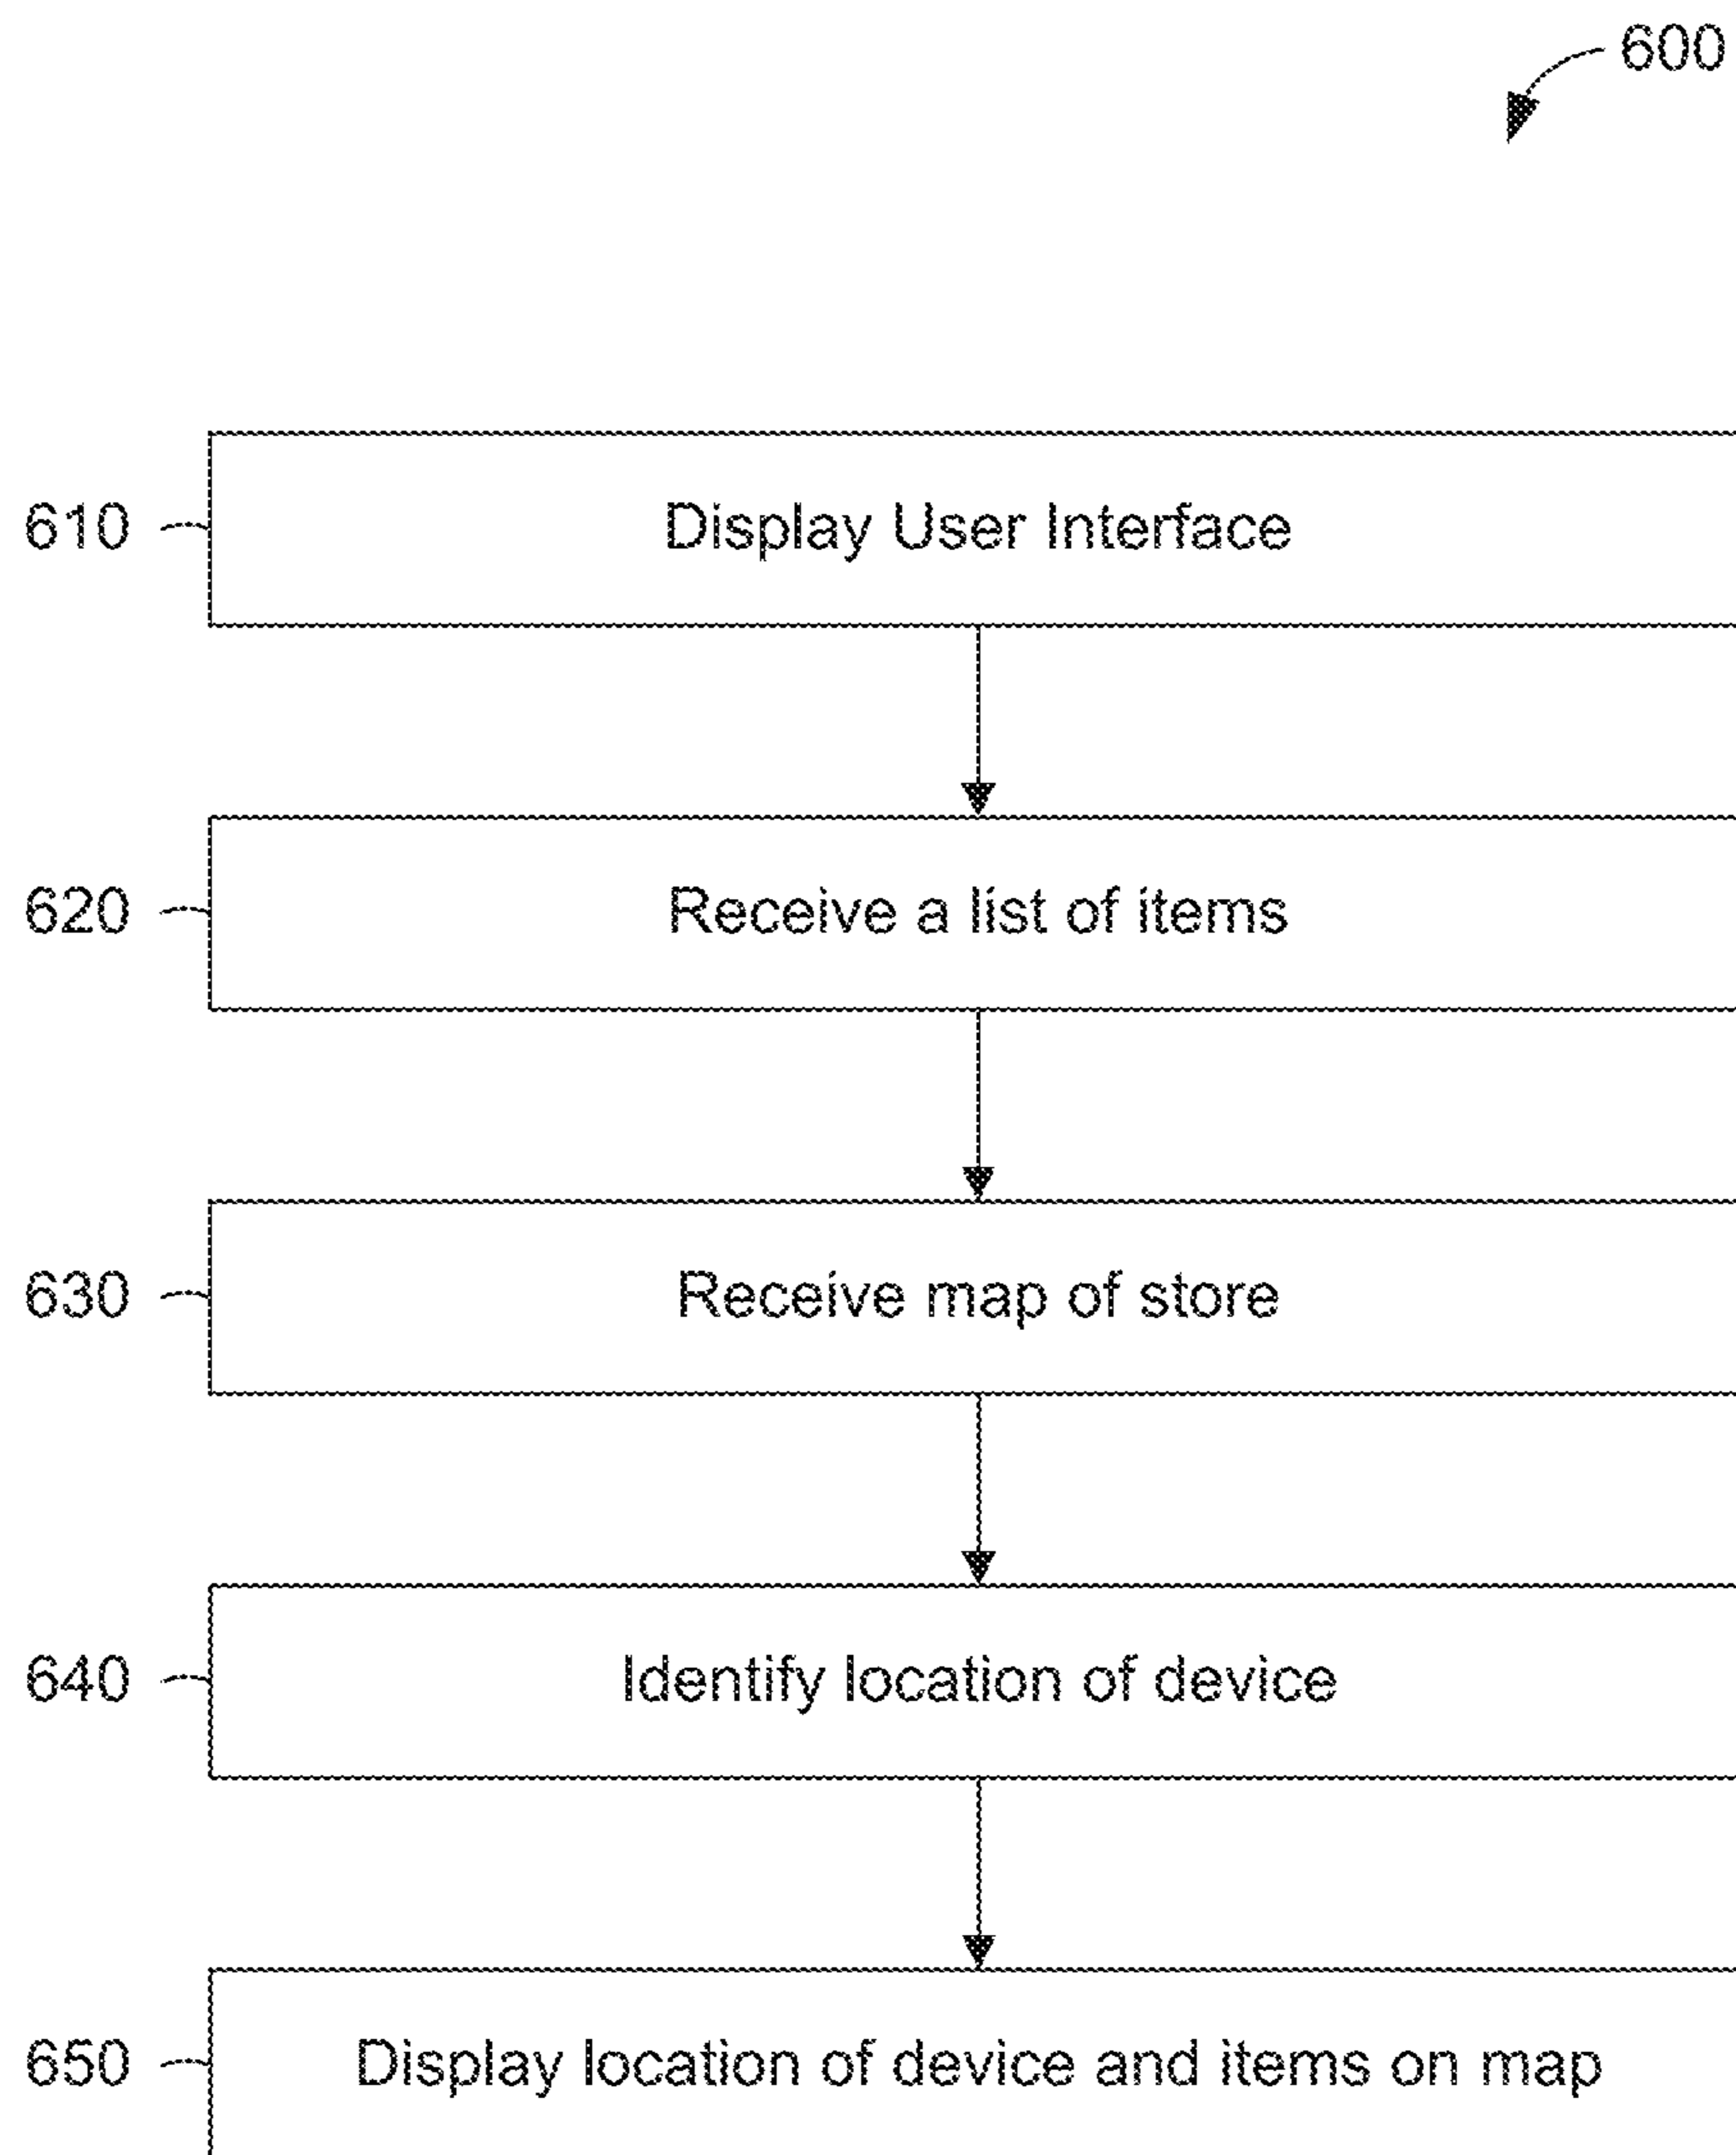 600
610 Display User Interface
620 Receive a list of items
630 Receive map of store
640 Identify location of device
650 Display location of device and items on map